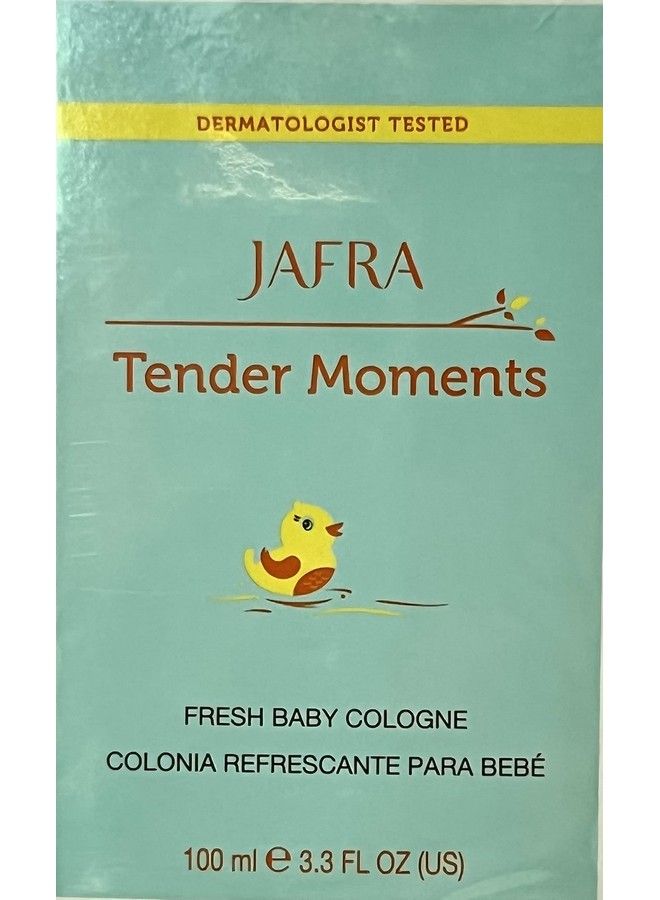 DERMATOLOGIST TESTED
JAFRA
Tender Moments
FRESH BABY COLOGNE
COLONIA REFRESCANTE PARA BEBÉ
100 ml ℮ 3.3 FL OZ (US)